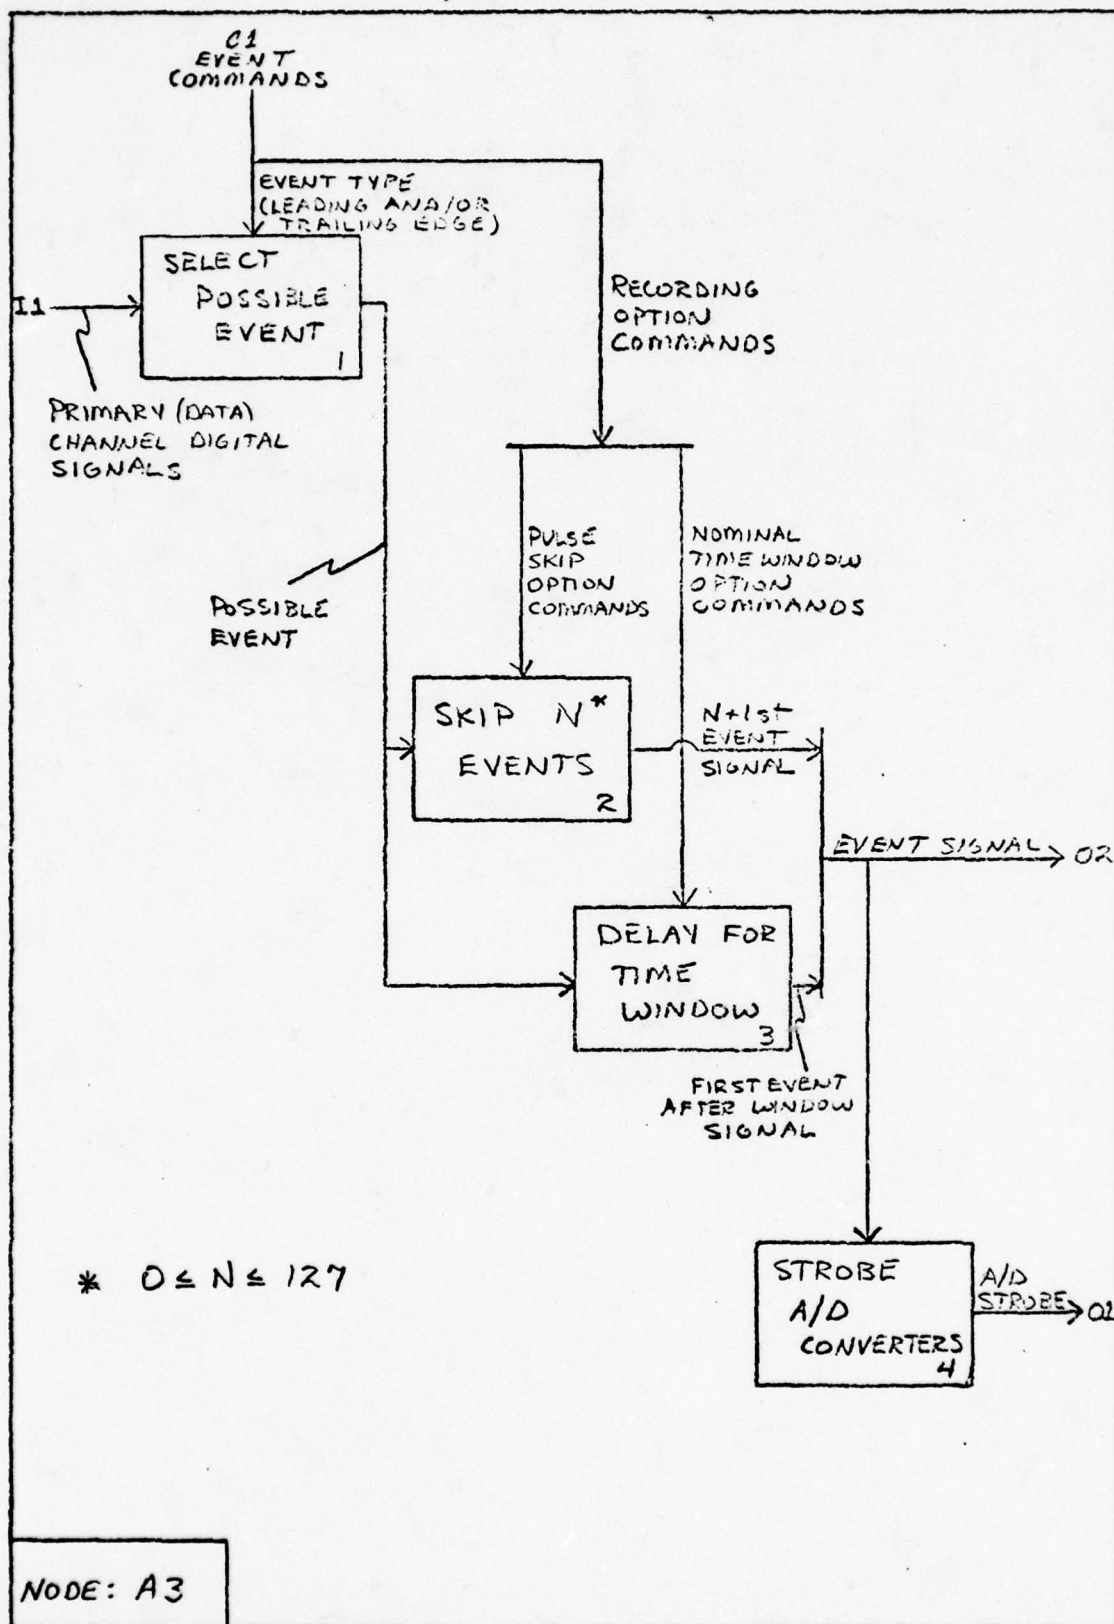 C1
EVENT
COMMANDS
EVENT TYPE
(LEADING AND/OR
TRAILING EDGE)
SELECT
POSSIBLE
EVENT
1
I1
PRIMARY (DATA)
CHANNEL DIGITAL
SIGNALS
RECORDING
OPTION
COMMANDS
PULSE
SKIP
OPTION
COMMANDS
NOMINAL
TIME WINDOW
OPTION
COMMANDS
POSSIBLE
EVENT
SKIP N*
EVENTS
2
N+1st
EVENT
SIGNAL
EVENT SIGNAL
O2
DELAY FOR
TIME
WINDOW
3
FIRST EVENT
AFTER WINDOW
SIGNAL
* 0 ≤ N ≤ 127
STROBE
A/D
CONVERTERS
4
A/D
STROBE
O1
NODE: A3